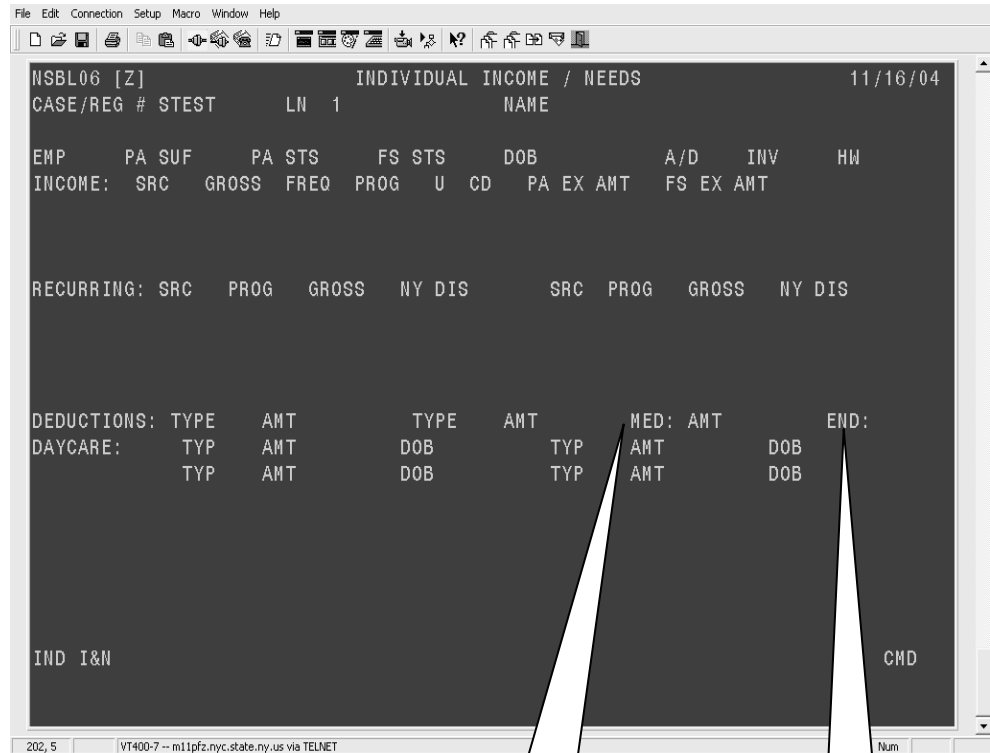 File Edit Connection Setup Macro Window Help
NSBL06 [Z] INDIVIDUAL INCOME / NEEDS 11/16/04
CASE/REG # STEST LN 1 NAME
EMP PA SUF PA STS FS STS DOB A/D INV HW
INCOME: SRC GROSS FREQ PROG U CD PA EX AMT FS EX AMT
RECURRING: SRC PROG GROSS NY DIS SRC PROG GROSS NY DIS
DEDUCTIONS: TYPE AMT TYPE AMT MED: AMT END:
DAYCARE: TYP AMT DOB TYP AMT DOB
TYP AMT DOB TYP AMT DOB
IND I&N CMD
202, 5 VT400-7 -- m11pfz.nyc.state.ny.us via TELNET Num